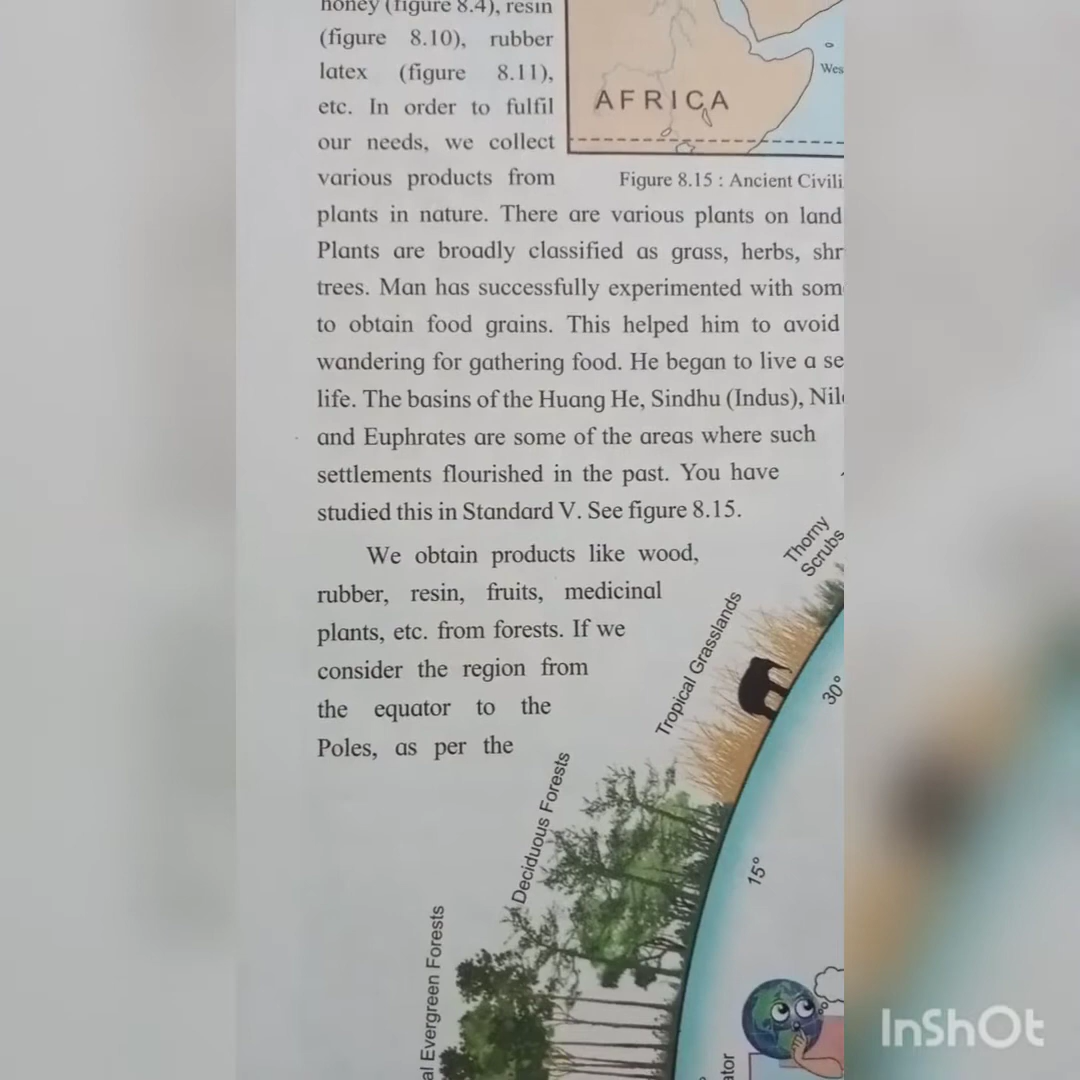 honey (figure 8.4), resin
(figure 8.10), rubber
latex (figure 8.11),
etc. In order to fulfil
our needs, we collect
various products from
plants in nature. There are various plants on land
Plants are broadly classified as grass, herbs, shr
trees. Man has successfully experimented with som
to obtain food grains. This helped him to avoid
wandering for gathering food. He began to live a se
life. The basins of the Huang He, Sindhu (Indus), Nil
and Euphrates are some of the areas where such
settlements flourished in the past. You have
studied this in Standard V. See figure 8.15.
We obtain products like wood,
rubber, resin, fruits, medicinal
plants, etc. from forests. If we
consider the region from
the equator to the
Poles, as per the
AFRICA
Wes
Figure 8.15 : Ancient Civili
Thorny
Scrubs
Tropical Grasslands
Deciduous Forests
al Evergreen Forests
30°
15°
ator
InShOt